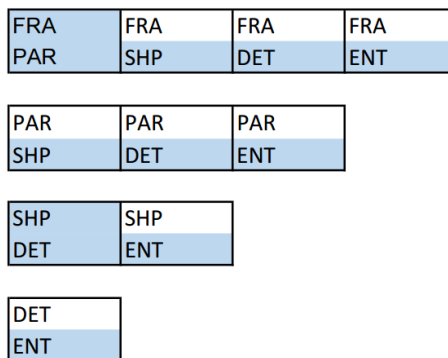 FRA FRA FRA FRA
PAR SHP DET ENT
PAR PAR PAR
SHP DET ENT
SHP SHP
DET ENT
DET
ENT